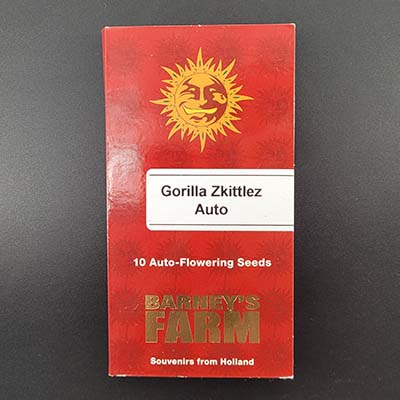 Gorilla Zkittlez
Auto
10 Auto-Flowering Seeds
BARNEY'S
FARM
Souvenirs from Holland